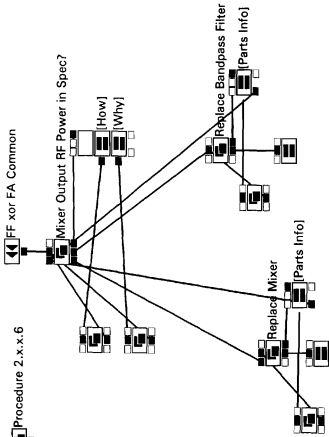 Procedure 2.x.x.6
FF xor FA Common
Mixer Output RF Power in Spec?
[How]
[Why]
Replace Mixer
[Parts Info]
Replace Bandpass Filter
[Parts Info]